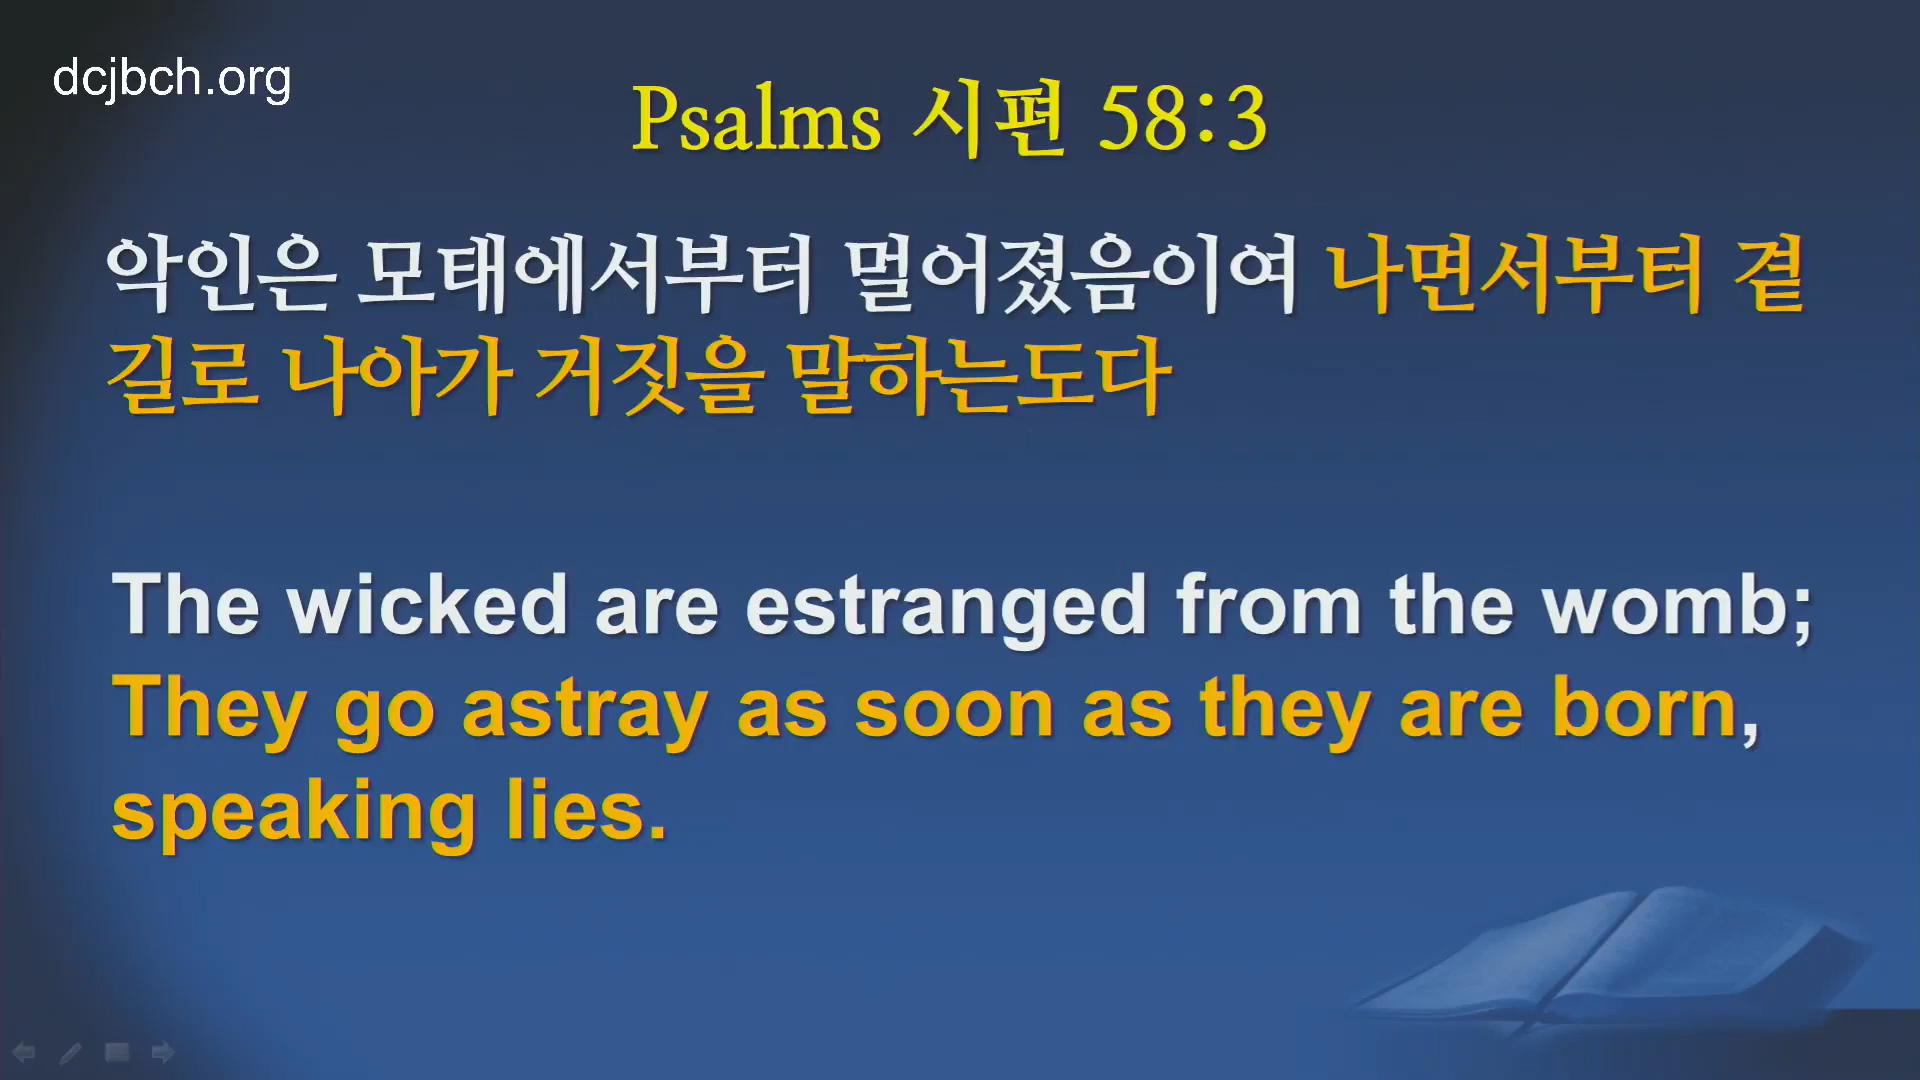 dcjbch.org
Psalms 시편 58:3
악인은 모태에서부터 멀어졌음이여 나면서부터 곁
길로 나아가 거짓을 말하는도다
The wicked are estranged from the womb;
They go astray as soon as they are born,
speaking lies.